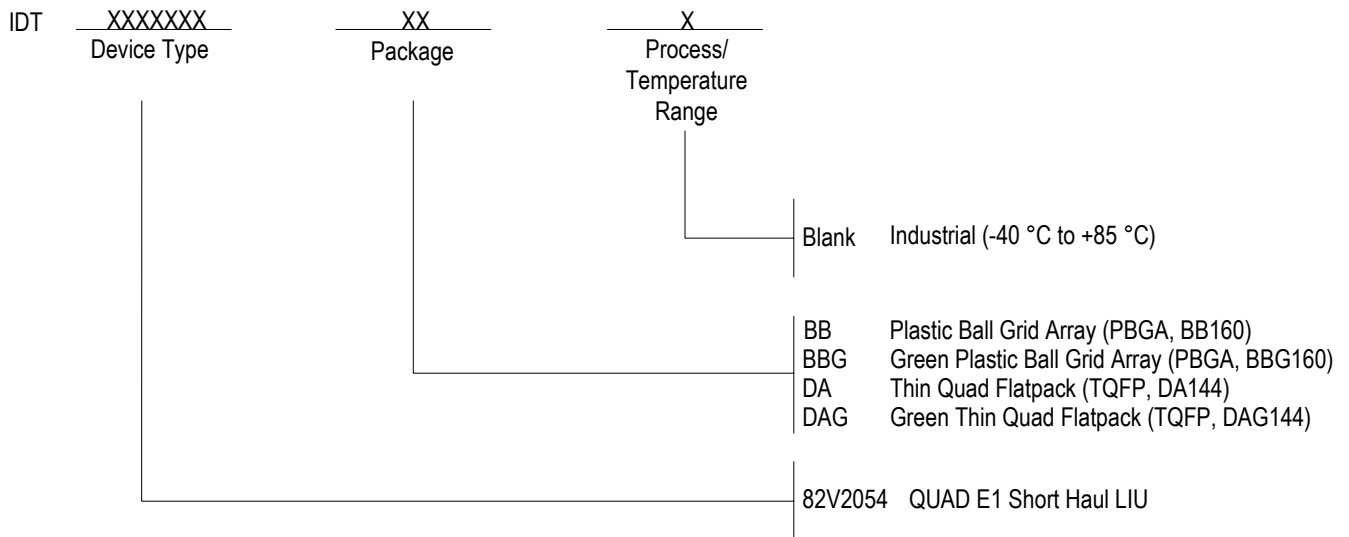 IDT XXXXXXX XX X
Device Type Package Process/
Temperature
Range
Blank Industrial (-40 °C to +85 °C)
BB Plastic Ball Grid Array (PBGA, BB160)
BBG Green Plastic Ball Grid Array (PBGA, BBG160)
DA Thin Quad Flatpack (TQFP, DA144)
DAG Green Thin Quad Flatpack (TQFP, DAG144)
82V2054 QUAD E1 Short Haul LIU